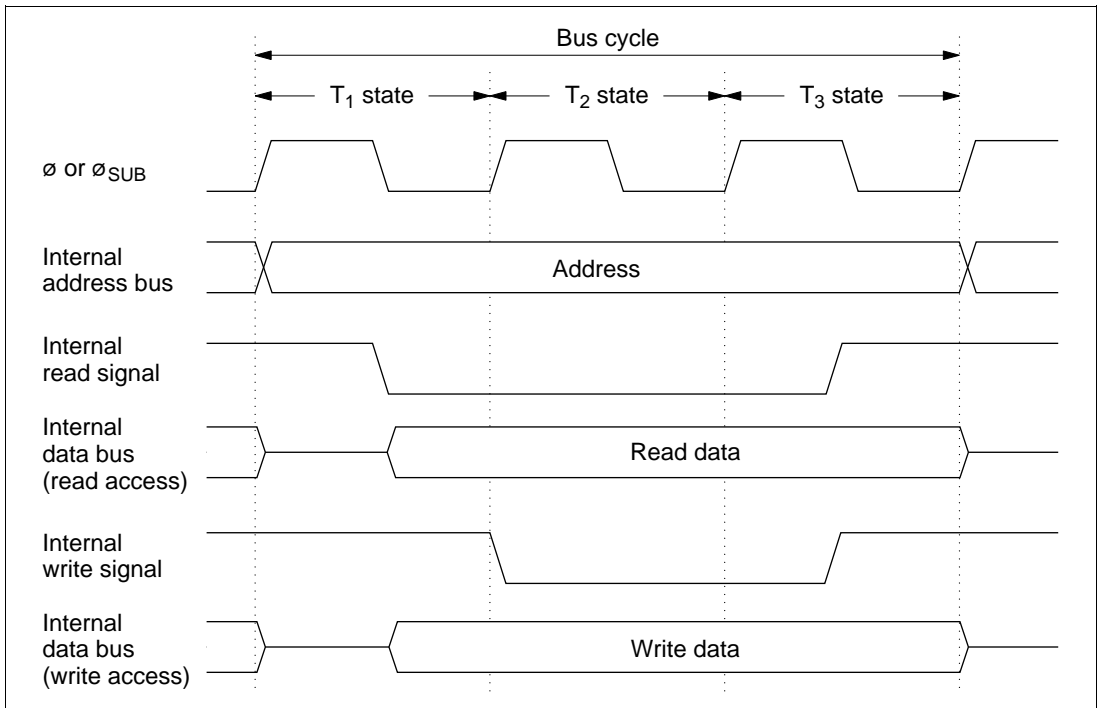 Bus cycle
T1 state
T2 state
T3 state
ø or øSUB
Internal
address bus
Address
Internal
read signal
Internal
data bus
(read access)
Read data
Internal
write signal
Internal
data bus
(write access)
Write data